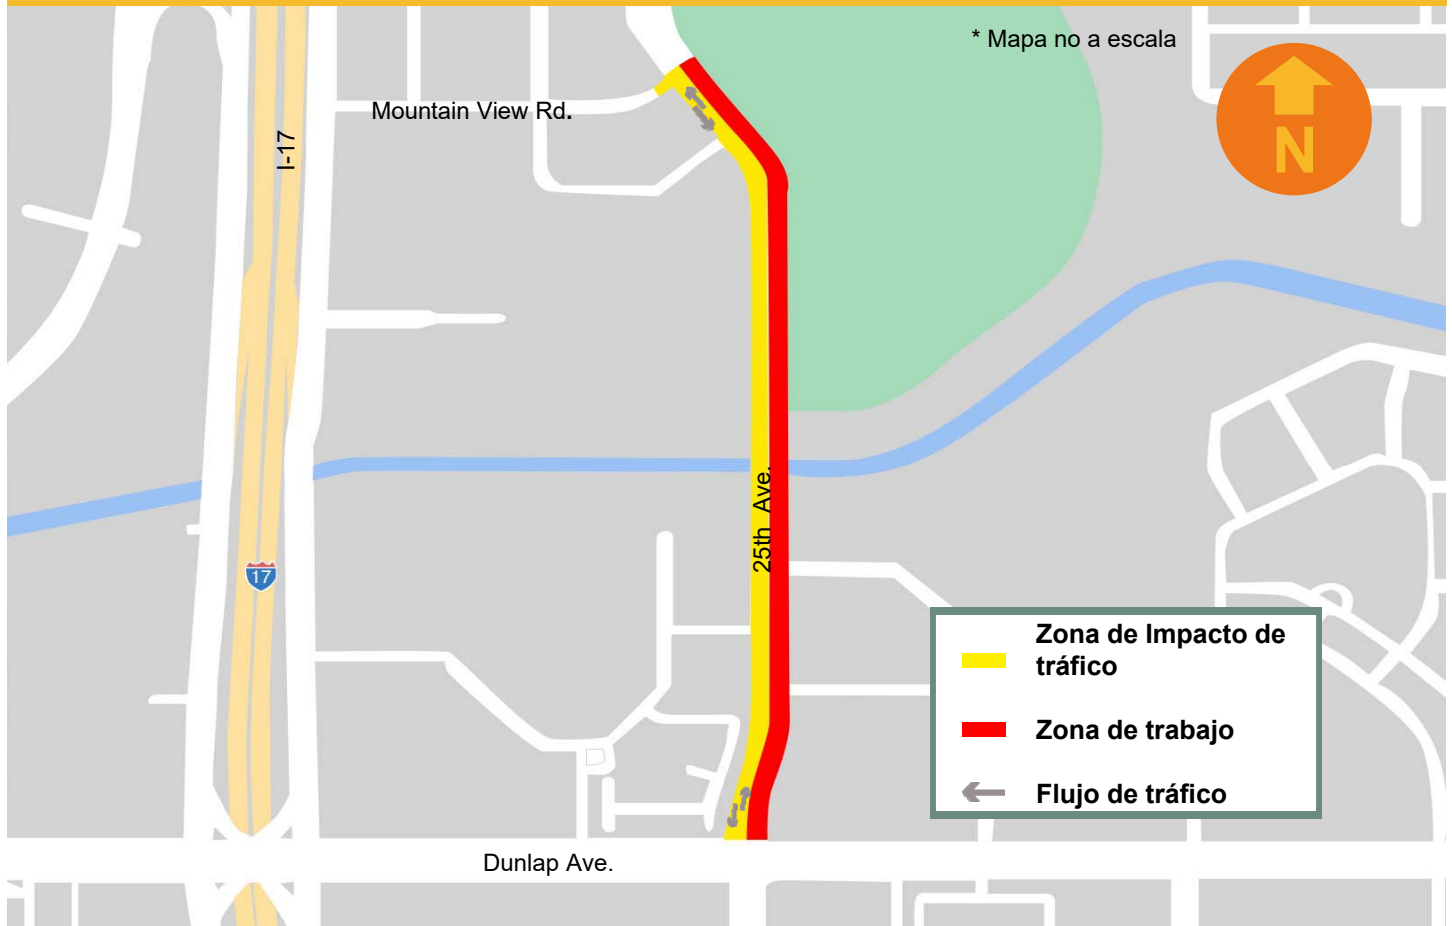 * Mapa no a escala
N
Mountain View Rd.
I-17
25th Ave.
17
Zona de Impacto de
tráfico
Zona de trabajo
Flujo de tráfico
Dunlap Ave.